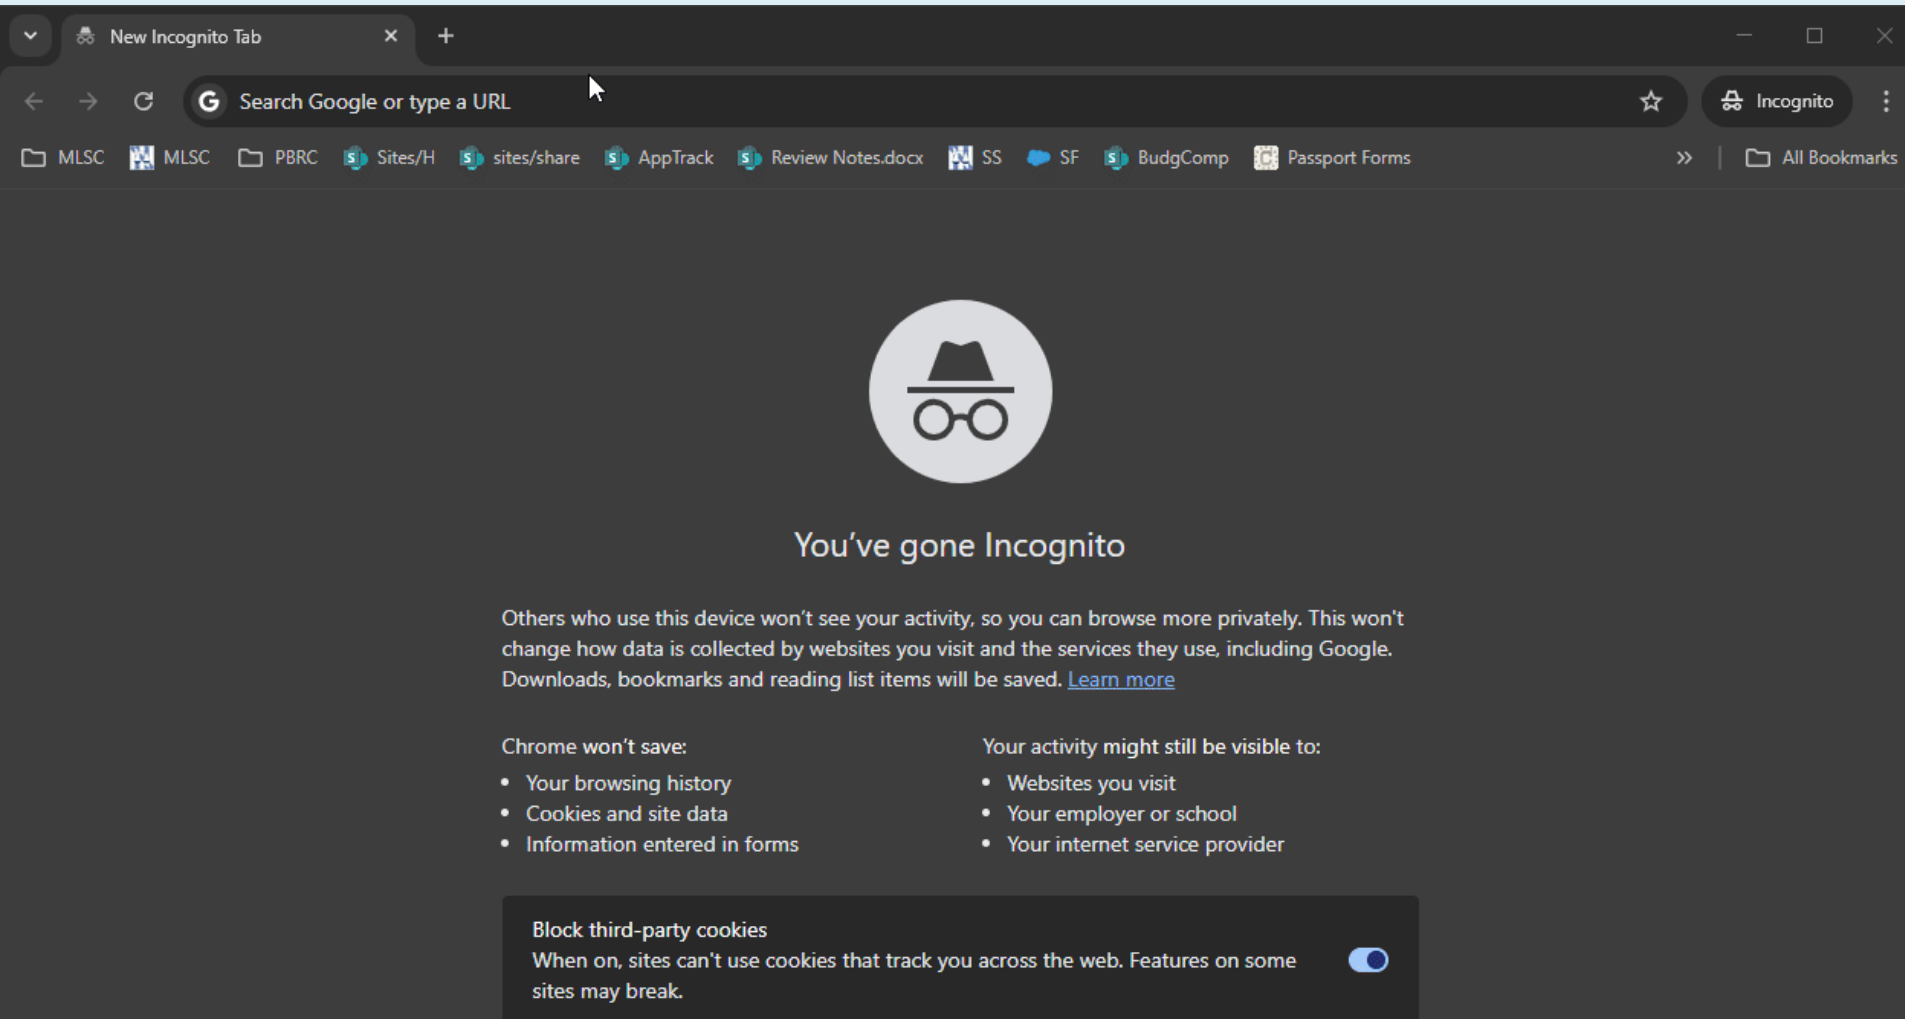 New Incognito Tab
Search Google or type a URL
Incognito
MLSC MLSC PBRC Sites/H sites/share AppTrack Review Notes.docx SS SF BudgComp Passport Forms » All Bookmarks
You've gone Incognito
Others who use this device won't see your activity, so you can browse more privately. This won't
change how data is collected by websites you visit and the services they use, including Google.
Downloads, bookmarks and reading list items will be saved. Learn more
Chrome won't save:
• Your browsing history
• Cookies and site data
• Information entered in forms
Your activity might still be visible to:
• Websites you visit
• Your employer or school
• Your internet service provider
Block third-party cookies
When on, sites can't use cookies that track you across the web. Features on some
sites may break.